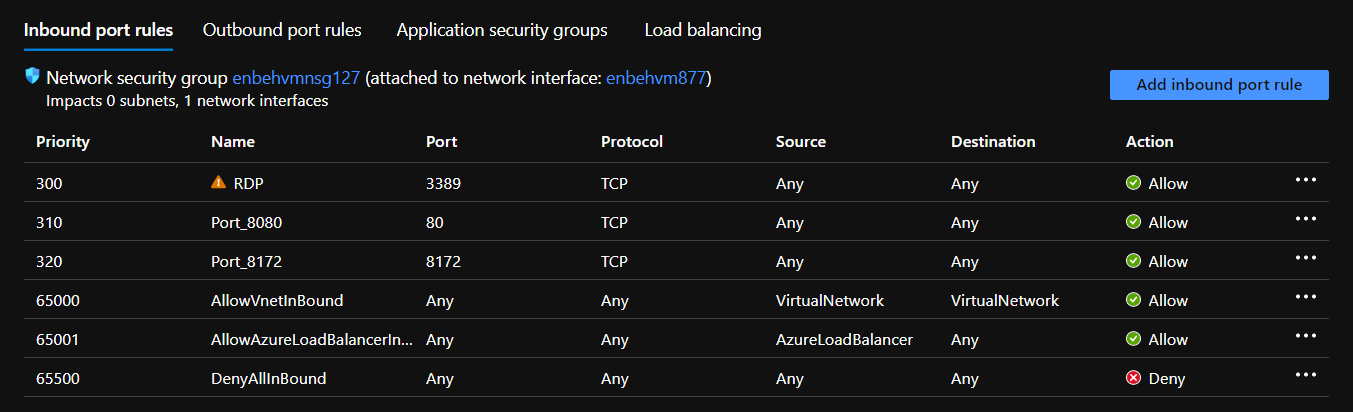 Inbound port rules Outbound port rules Application security groups Load balancing
Network security group enbehvmnsg127 (attached to network interface: enbehvm877)
Impacts 0 subnets, 1 network interfaces
Add inbound port rule
Priority Name Port Protocol Source Destination Action
300 RDP 3389 TCP Any Any Allow
310 Port_8080 80 TCP Any Any Allow
320 Port_8172 8172 TCP Any Any Allow
65000 AllowVnetInBound Any Any VirtualNetwork VirtualNetwork Allow
65001 AllowAzureLoadBalancerIn... Any Any AzureLoadBalancer Any Allow
65500 DenyAllInBound Any Any Any Any Deny